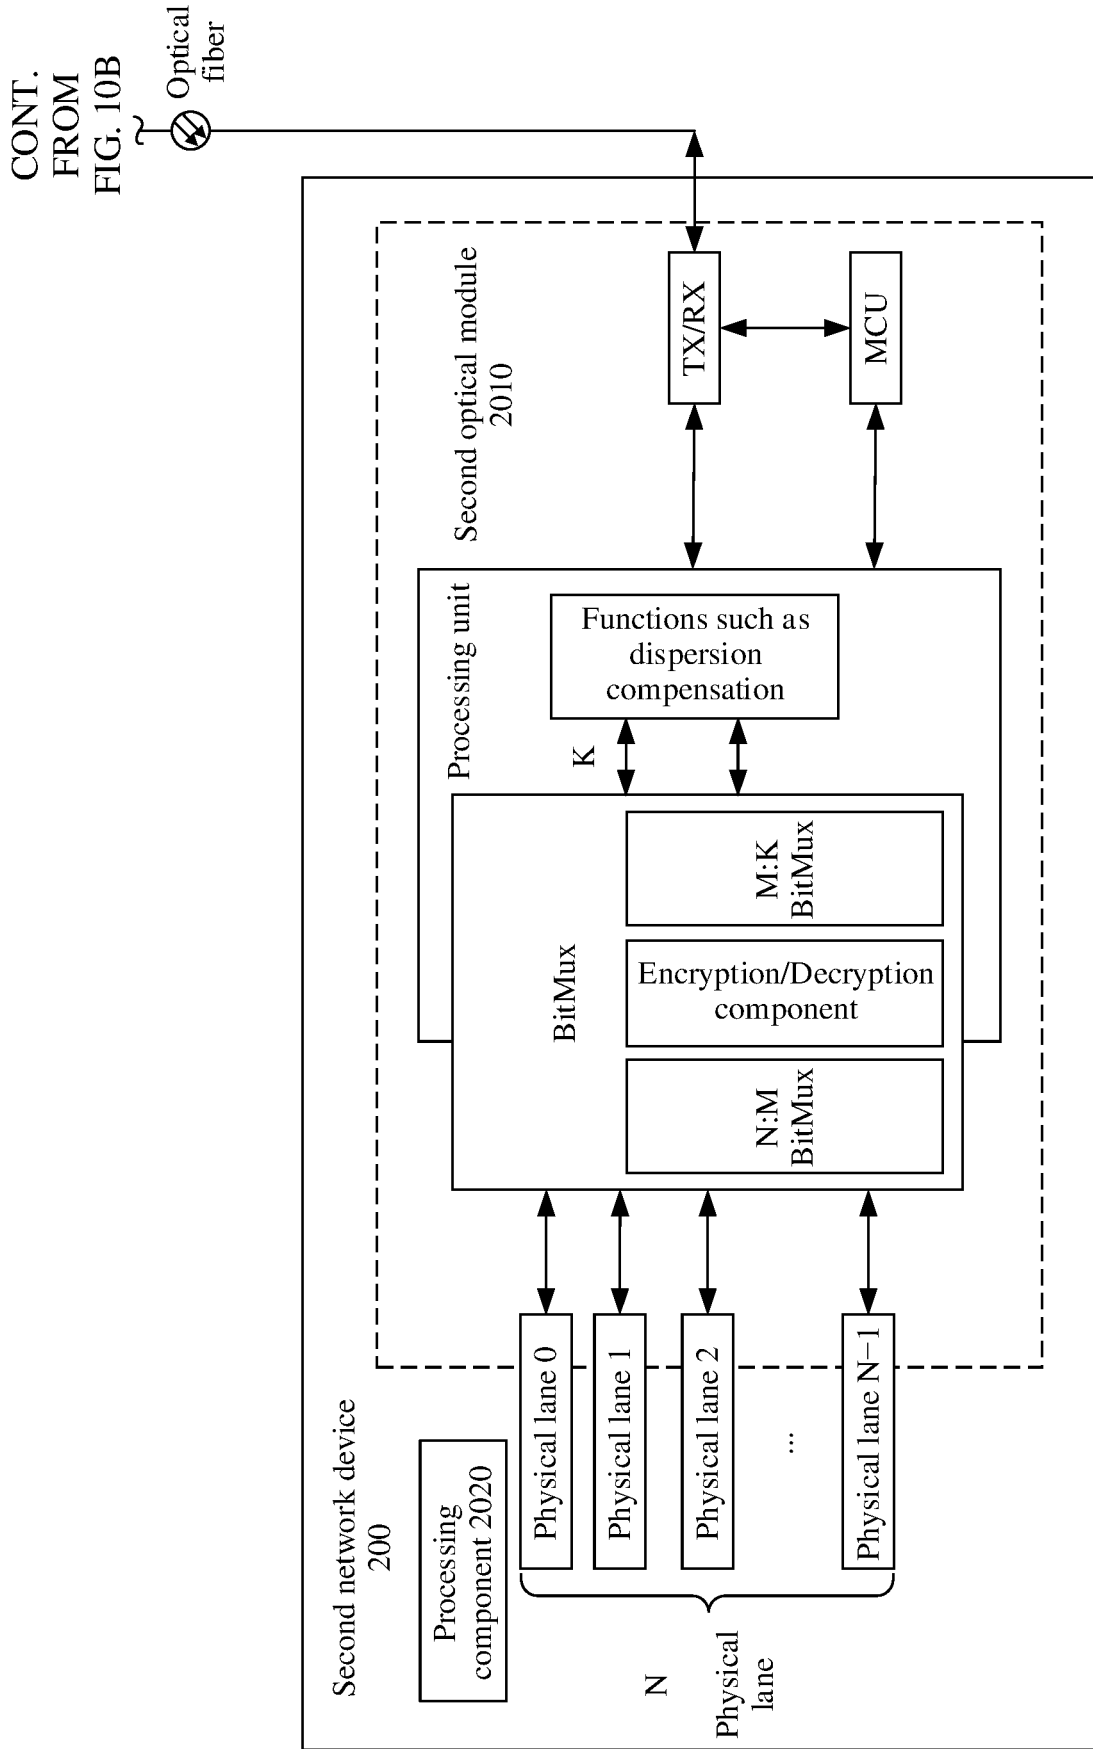 CONT.
FROM
FIG. 10B
Optical
fiber
Second network device
200
Processing
component 2020
N
Physical
lane
Physical lane 0
Physical lane 1
Physical lane 2
...
Physical lane N−1
BitMux
N:M
BitMux
Encryption/Decryption
component
M:K
BitMux
Processing unit
K
Functions such as
dispersion
compensation
Second optical module
2010
TX/RX
MCU